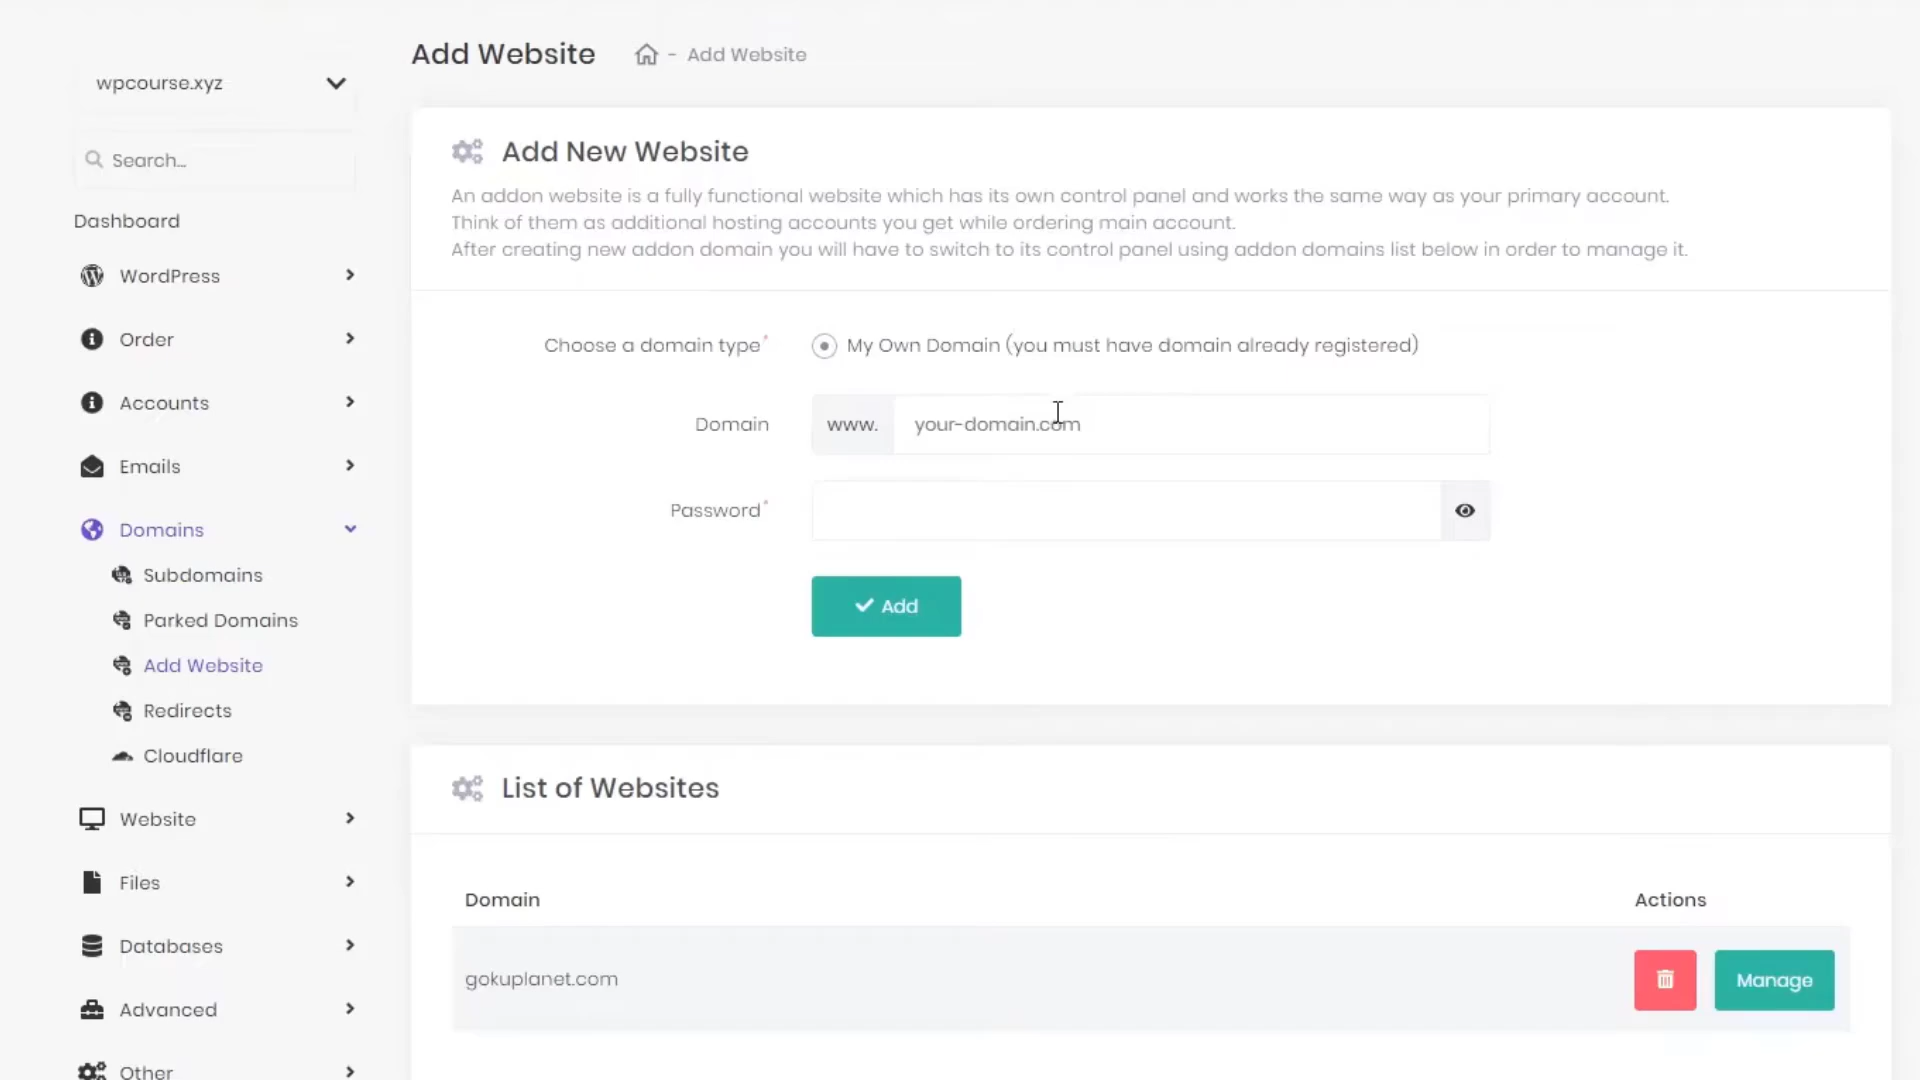 wpcourse.xyz
Search...
Dashboard
WordPress
Order
Accounts
Emails
Domains
Subdomains
Parked Domains
Add Website
Redirects
Cloudflare
Website
Files
Databases
Advanced
Other
Add Website - Add Website
Add New Website
An addon website is a fully functional website which has its own control panel and works the same way as your primary account.
Think of them as additional hosting accounts you get while ordering main account.
After creating new addon domain you will have to switch to its control panel using addon domains list below in order to manage it.
Choose a domain type* My Own Domain (you must have domain already registered)
Domain www. your-domain.com
Password*
Add
List of Websites
Domain Actions
gokuplanet.com Manage